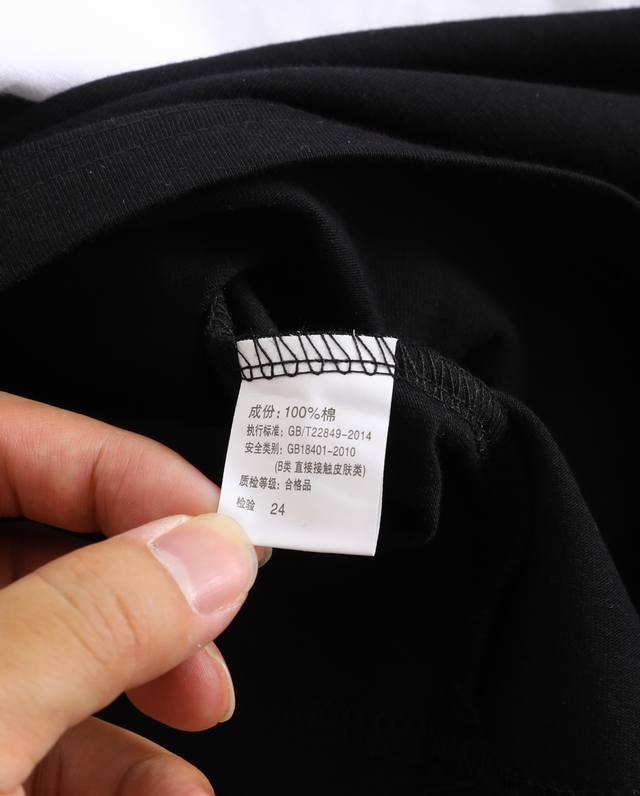 成份: 100%棉
执行标准: GB/T22849-2014
安全类别: GB18401-2010
(B类 直接接触皮肤类)
质检等级: 合格品
检验 24